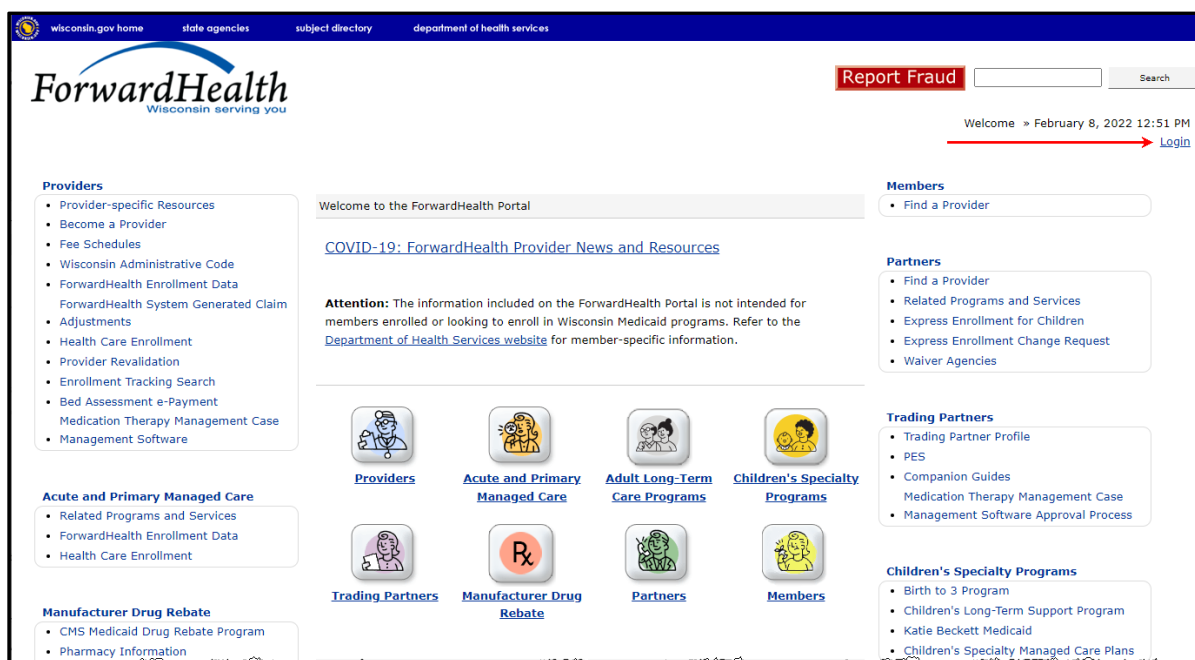 wisconsin.gov home state agencies subject directory department of health services
ForwardHealth
Wisconsin serving you
Report Fraud
Search
Welcome » February 8, 2022 12:51 PM
Login
Providers
• Provider-specific Resources
• Become a Provider
• Fee Schedules
• Wisconsin Administrative Code
• ForwardHealth Enrollment Data
ForwardHealth System Generated Claim
• Adjustments
• Health Care Enrollment
• Provider Revalidation
• Enrollment Tracking Search
• Bed Assessment e-Payment
Medication Therapy Management Case
• Management Software
Acute and Primary Managed Care
• Related Programs and Services
• ForwardHealth Enrollment Data
• Health Care Enrollment
Manufacturer Drug Rebate
• CMS Medicaid Drug Rebate Program
• Pharmacy Information
Welcome to the ForwardHealth Portal
COVID-19: ForwardHealth Provider News and Resources
Attention: The information included on the ForwardHealth Portal is not intended for
members enrolled or looking to enroll in Wisconsin Medicaid programs. Refer to the
Department of Health Services website for member-specific information.
Providers
Acute and Primary
Managed Care
Adult Long-Term
Care Programs
Children's Specialty
Programs
Rx
Trading Partners
Manufacturer Drug
Rebate
Partners
Members
Members
• Find a Provider
Partners
• Find a Provider
• Related Programs and Services
• Express Enrollment for Children
• Express Enrollment Change Request
• Waiver Agencies
Trading Partners
• Trading Partner Profile
• PES
• Companion Guides
Medication Therapy Management Case
• Management Software Approval Process
Children's Specialty Programs
• Birth to 3 Program
• Children's Long-Term Support Program
• Katie Beckett Medicaid
• Children's Specialty Managed Care Plans